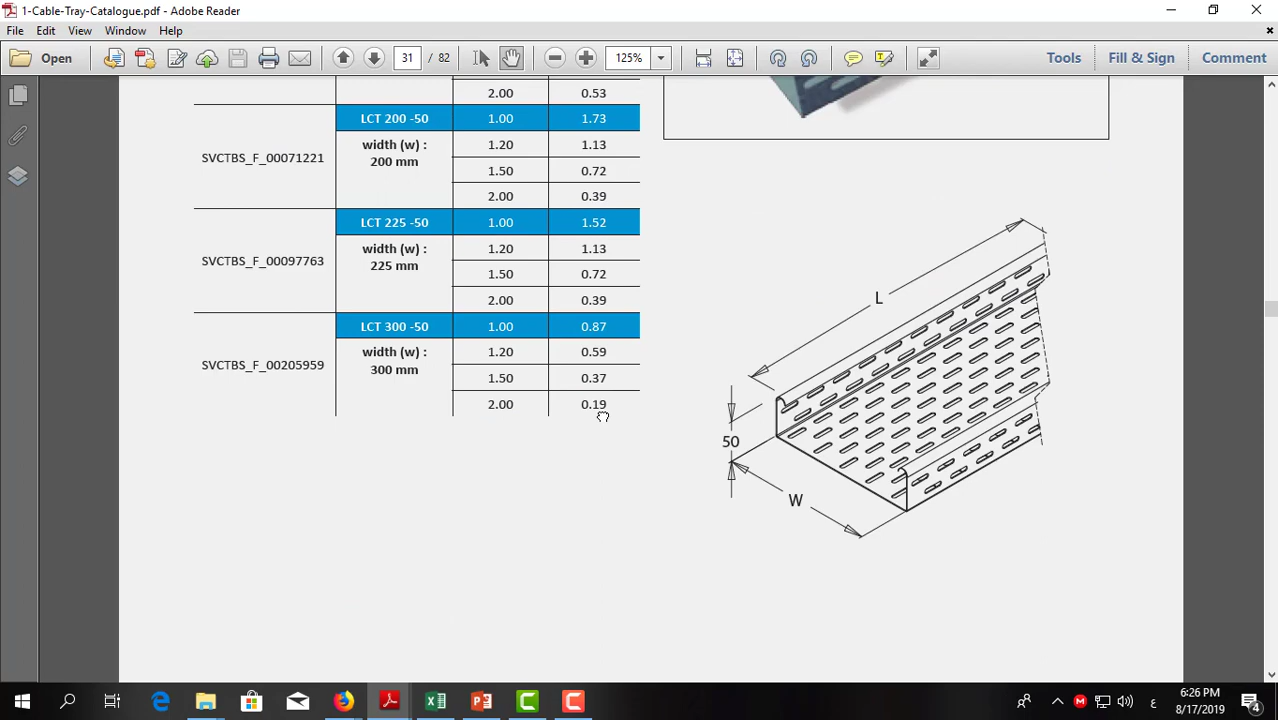 1-Cable-Tray-Catalogue.pdf - Adobe Reader
File Edit View Window Help
Open 31 / 82 125% Tools Fill & Sign Comment
2.00 0.53
LCT 200 -50 1.00 1.73
SVCTBS_F_00071221 width (w) : 200 mm 1.20 1.13
1.50 0.72
2.00 0.39
LCT 225 -50 1.00 1.52
SVCTBS_F_00097763 width (w) : 225 mm 1.20 1.13
1.50 0.72
2.00 0.39
LCT 300 -50 1.00 0.87
SVCTBS_F_00205959 width (w) : 300 mm 1.20 0.59
1.50 0.37
2.00 0.19
L
50
W
ع 6:26 PM
8/17/2019 4